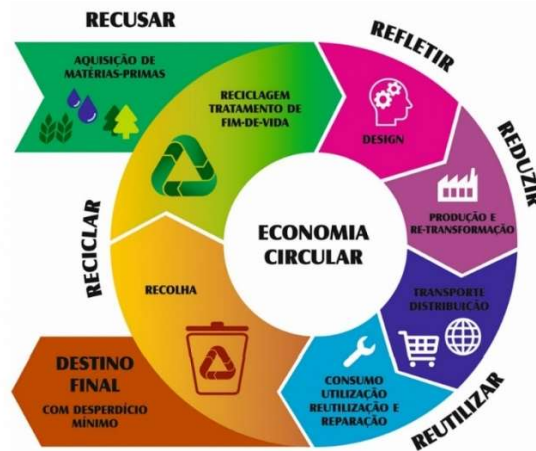 RECUSAR
AQUISIÇÃO DE
MATÉRIAS-PRIMAS
RECICLAGEM
TRATAMENTO DE
FIM-DE-VIDA
REFLETIR
DESIGN
REDUZIR
PRODUÇÃO E
RE-TRANSFORMAÇÃO
ECONOMIA
CIRCULAR
TRANSPORTE
DISTRIBUIÇÃO
REUTILIZAR
CONSUMO
UTILIZAÇÃO
REUTILIZAÇÃO E
REPARAÇÃO
RECICLAR
RECOLHA
DESTINO
FINAL
COM DESPERDÍCIO
MÍNIMO